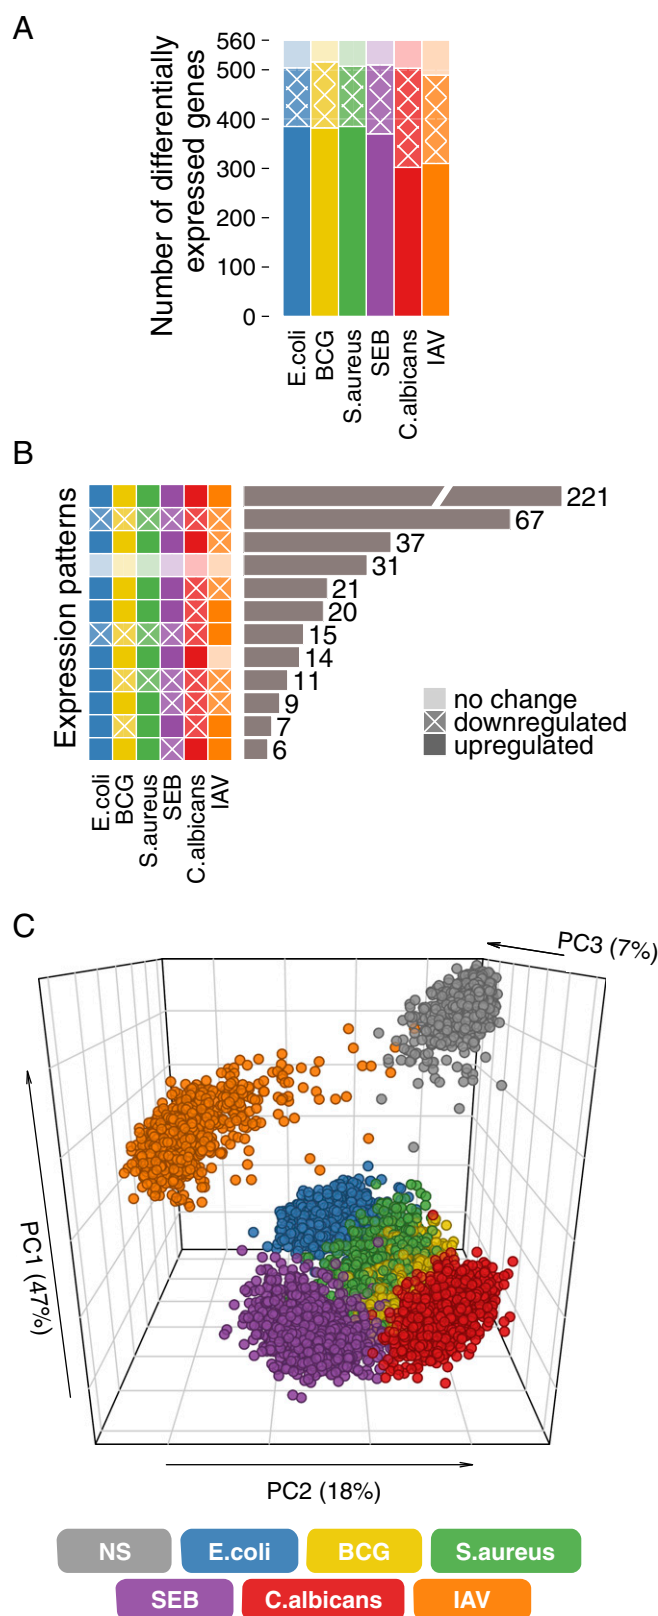 A
Number of differentially
expressed genes
560
500
400
300
200
100
0
E.coli
BCG
S.aureus
SEB
C.albicans
IAV
B
Expression patterns
221
67
37
31
21
20
15
14
11
9
7
6
no change
downregulated
upregulated
E.coli
BCG
S.aureus
SEB
C.albicans
IAV
C
PC3 (7%)
PC1 (47%)
PC2 (18%)
NS E.coli BCG S.aureus
SEB C.albicans IAV